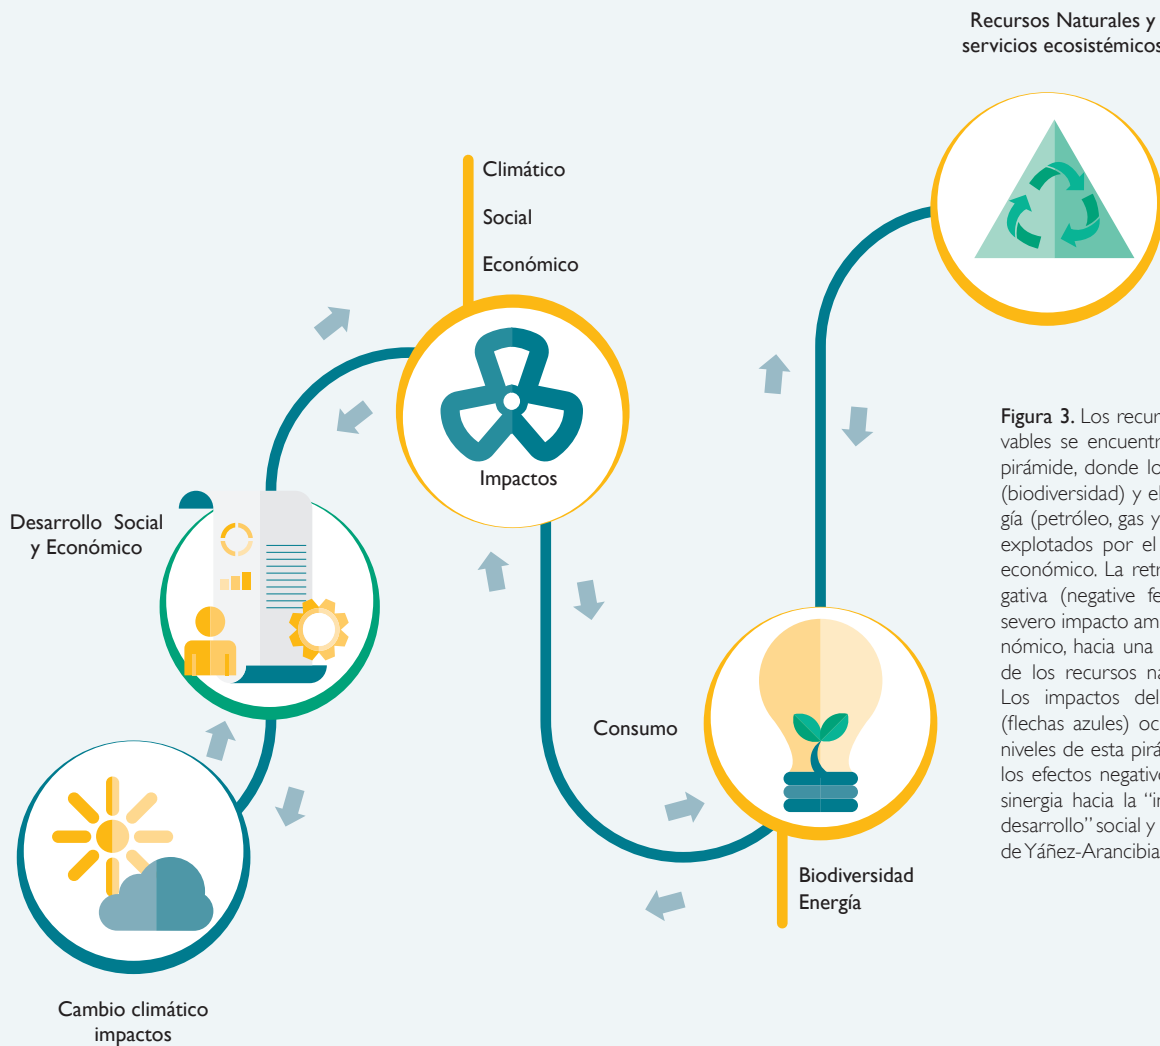 Recursos Naturales y
servicios ecosistémicos
Climático
Social
Económico
Impactos
Desarrollo Social
y Económico
Consumo
Biodiversidad
Energía
Cambio climático
impactos
Figura 3. Los recur
vables se encuentr
pirámide, donde lo
(biodiversidad) y el
gía (petróleo, gas y
explotados por el
económico. La retr
gativa (negative fe
severo impacto am
nómico, hacia una
de los recursos na
Los impactos del
(flechas azules) oc
niveles de esta pirá
los efectos negativo
sinergia hacia la “in
desarrollo” social y
de Yáñez-Arancibia